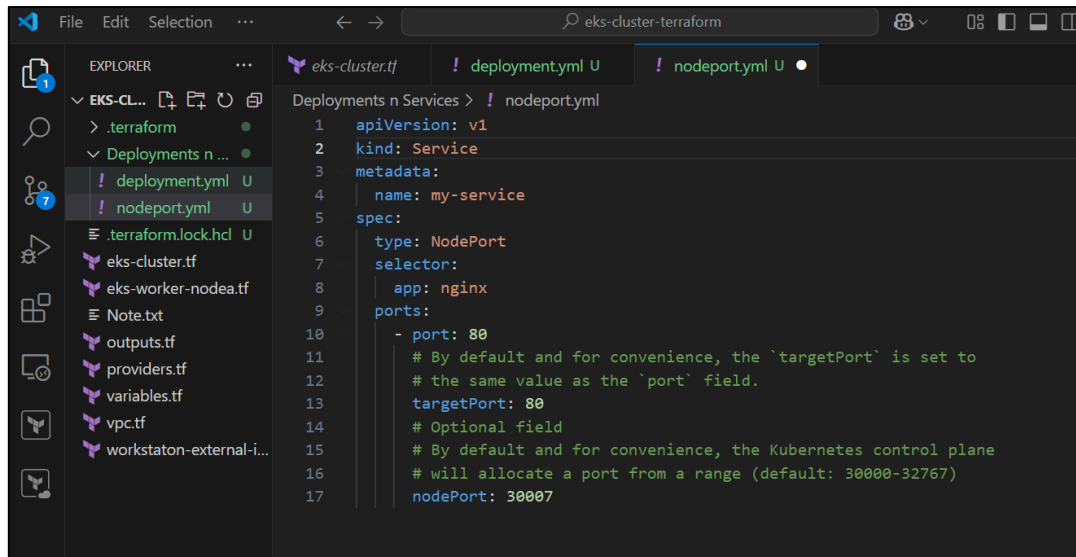 File Edit Selection ··· ← → eks-cluster-terraform
EXPLORER ···
eks-cluster.tf ! deployment.yml U ! nodeport.yml U ●
EKS-CL...
Deployments n Services > ! nodeport.yml
> .terraform
Deployments n ...
! deployment.yml U
! nodeport.yml U
.terraform.lock.hcl U
eks-cluster.tf
eks-worker-nodea.tf
Note.txt
outputs.tf
providers.tf
variables.tf
vpc.tf
workstaton-external-i...
1
7
1 apiVersion: v1
2 kind: Service
3 metadata:
4   name: my-service
5 spec:
6   type: NodePort
7   selector:
8     app: nginx
9   ports:
10     - port: 80
11       # By default and for convenience, the `targetPort` is set to
12       # the same value as the `port` field.
13       targetPort: 80
14       # Optional field
15       # By default and for convenience, the Kubernetes control plane
16       # will allocate a port from a range (default: 30000-32767)
17       nodePort: 30007